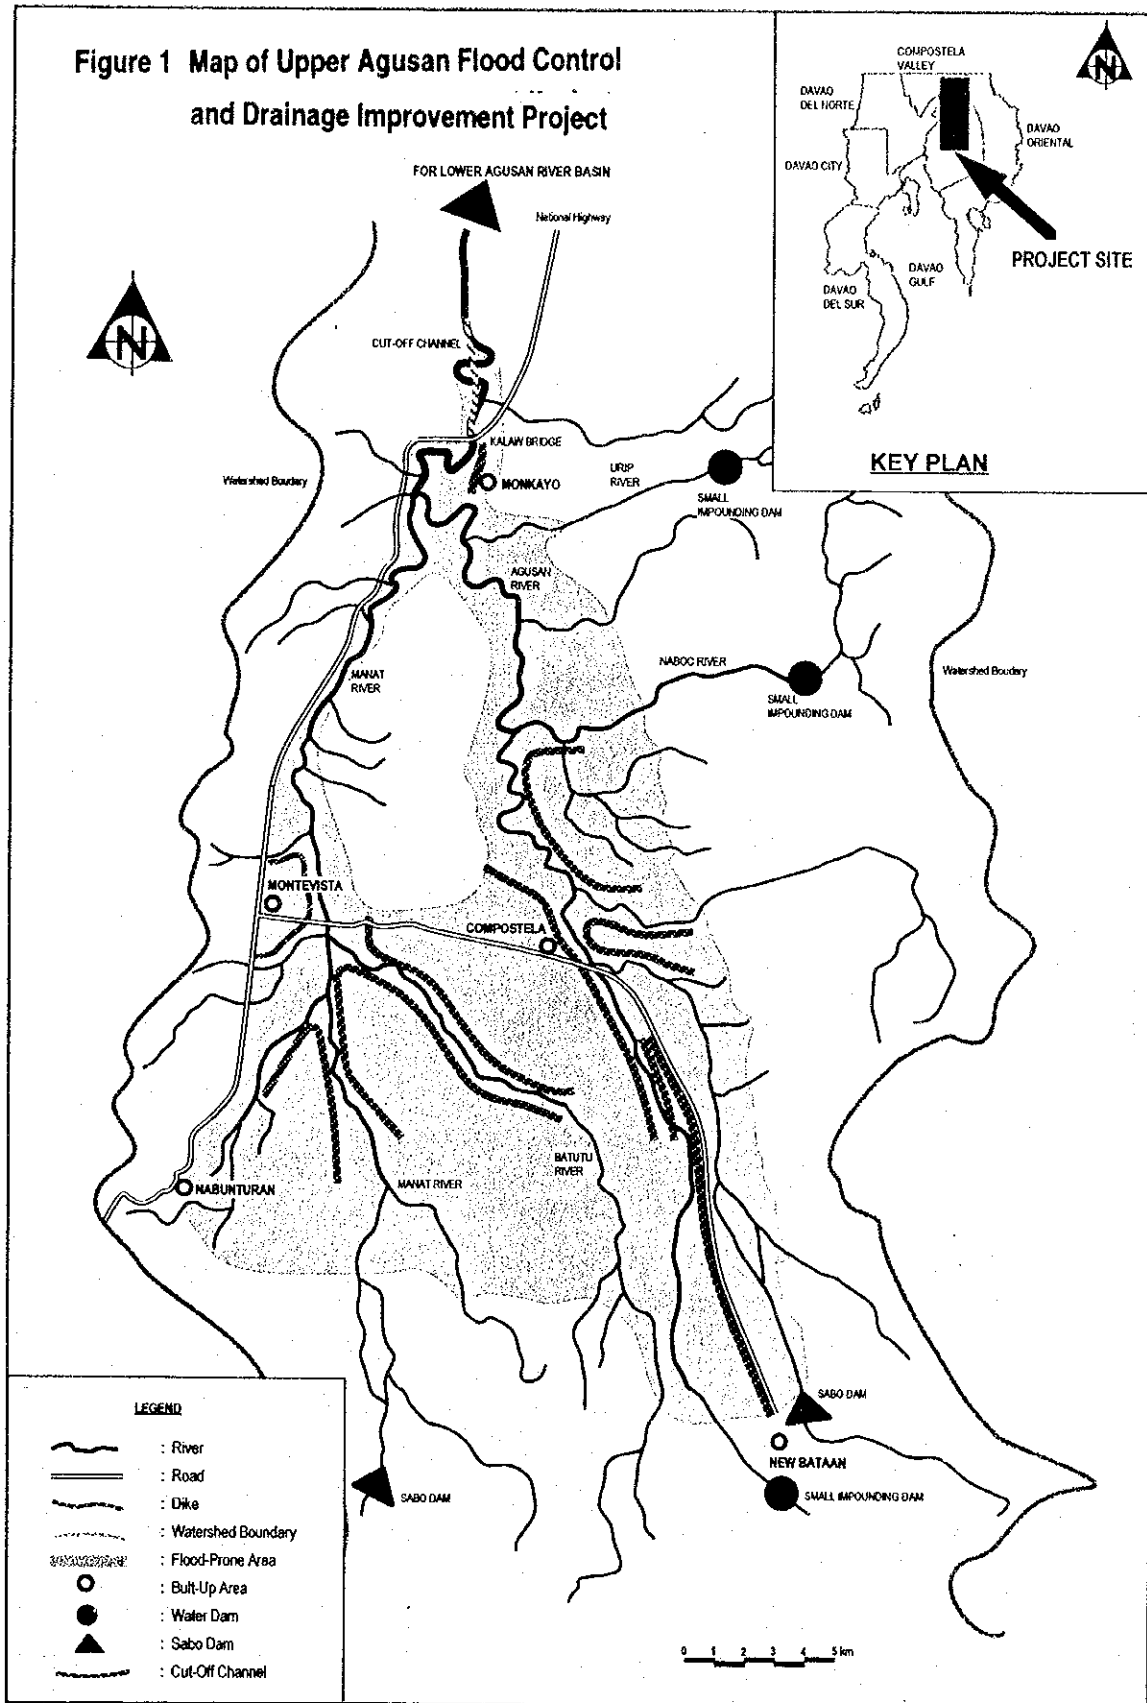 Figure 1 Map of Upper Agusan Flood Control
and Drainage Improvement Project
N
COMPOSTELA
VALLEY
DAVAO
DEL NORTE
DAVAO
ORIENTAL
DAVAO CITY
PROJECT SITE
DAVAO
GULF
DAVAO
DEL SUR
KEY PLAN
FOR LOWER AGUSAN RIVER BASIN
National Highway
N
CUT-OFF CHANNEL
KALAW BRIDGE
MONKAYO
URIP
RIVER
SMALL
IMPOUNDING DAM
Watershed Boudary
AGUSAN
RIVER
MANAT
RIVER
NABOC RIVER
SMALL
IMPOUNDING DAM
Watershed Boudary
MONTEVISTA
COMPOSTELA
BATUTU
RIVER
NABUNTURAN
MANAT RIVER
SABO DAM
NEW BATAAN
SABO DAM
SMALL IMPOUNDING DAM
LEGEND
: River
: Road
: Dike
: Watershed Boundary
: Flood-Prone Area
: Bult-Up Area
: Water Dam
: Sabo Dam
: Cut-Off Channel
0 1 2 3 4 5 km